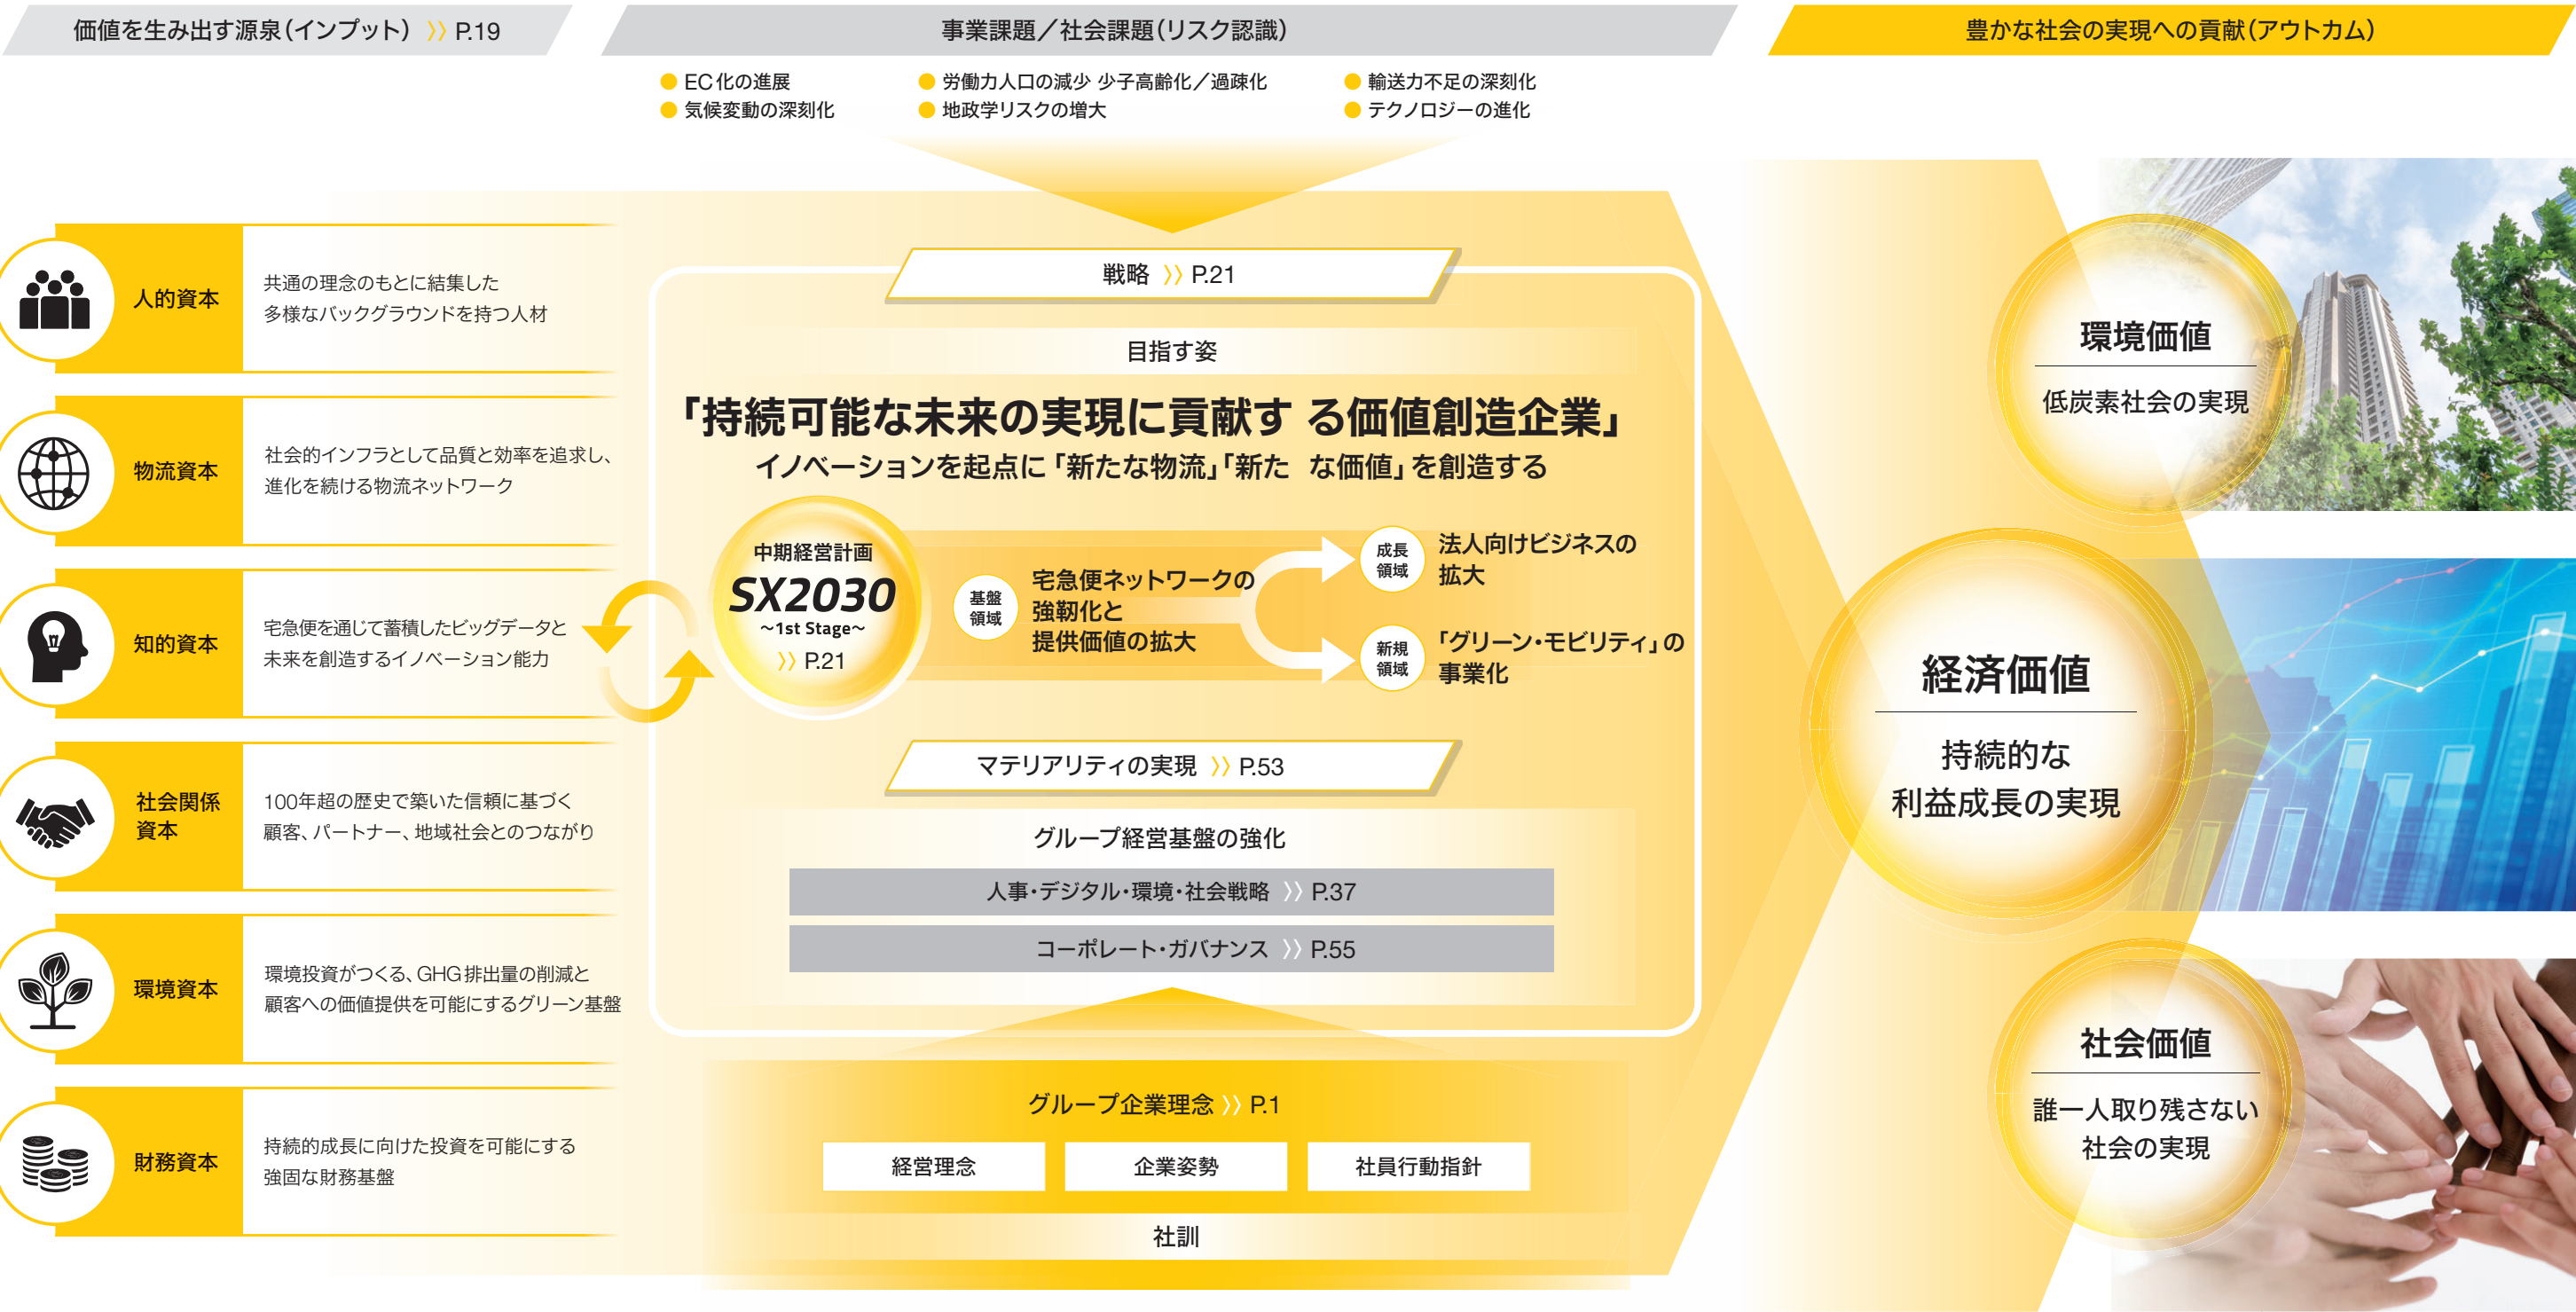 価値を生み出す源泉（インプット） 》 P.19
事業課題／社会課題（リスク認識）
豊かな社会の実現への貢献（アウトカム）
● EC化の進展
● 労働力人口の減少 少子高齢化／過疎化
● 輸送力不足の深刻化
● 気候変動の深刻化
● 地政学リスクの増大
● テクノロジーの進化
人的資本
共通の理念のもとに結集した
多様なバックグラウンドを持つ人材
物流資本
社会的インフラとして品質と効率を追求し、
進化を続ける物流ネットワーク
知的資本
宅急便を通じて蓄積したビッグデータと
未来を創造するイノベーション能力
社会関係
資本
100年超の歴史で築いた信頼に基づく
顧客、パートナー、地域社会とのつながり
環境資本
環境投資がつくる、GHG排出量の削減と
顧客への価値提供を可能にするグリーン基盤
財務資本
持続的成長に向けた投資を可能にする
強固な財務基盤
戦略 》 P.21
目指す姿
「持続可能な未来の実現に貢献す る価値創造企業」
イノベーションを起点に「新たな物流」「新た な価値」を創造する
中期経営計画
SX2030
～1st Stage～
》 P.21
基盤
領域
宅急便ネットワークの
強靭化と
提供価値の拡大
成長
領域
法人向けビジネスの
拡大
新規
領域
「グリーン・モビリティ」の
事業化
マテリアリティの実現 》 P.53
グループ経営基盤の強化
人事・デジタル・環境・社会戦略 》 P.37
コーポレート・ガバナンス 》 P.55
グループ企業理念 》 P.1
経営理念
企業姿勢
社員行動指針
社訓
環境価値
低炭素社会の実現
経済価値
持続的な
利益成長の実現
社会価値
誰一人取り残さない
社会の実現